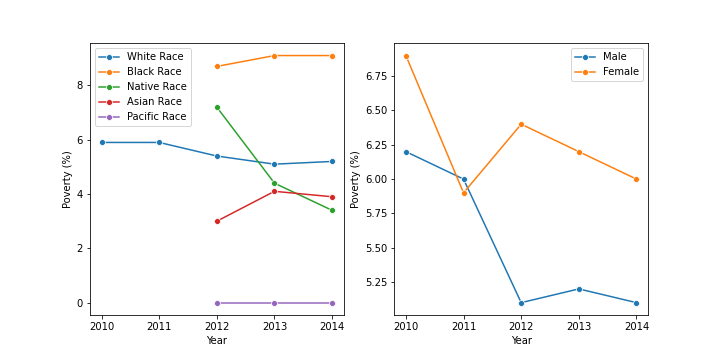 White Race
Black Race
Native Race
Asian Race
Pacific Race
8
6
4
2
0
Poverty (%)
2010 2011 2012 2013 2014
Year
Male
Female
6.75
6.50
6.25
6.00
5.75
5.50
5.25
Poverty (%)
2010 2011 2012 2013 2014
Year